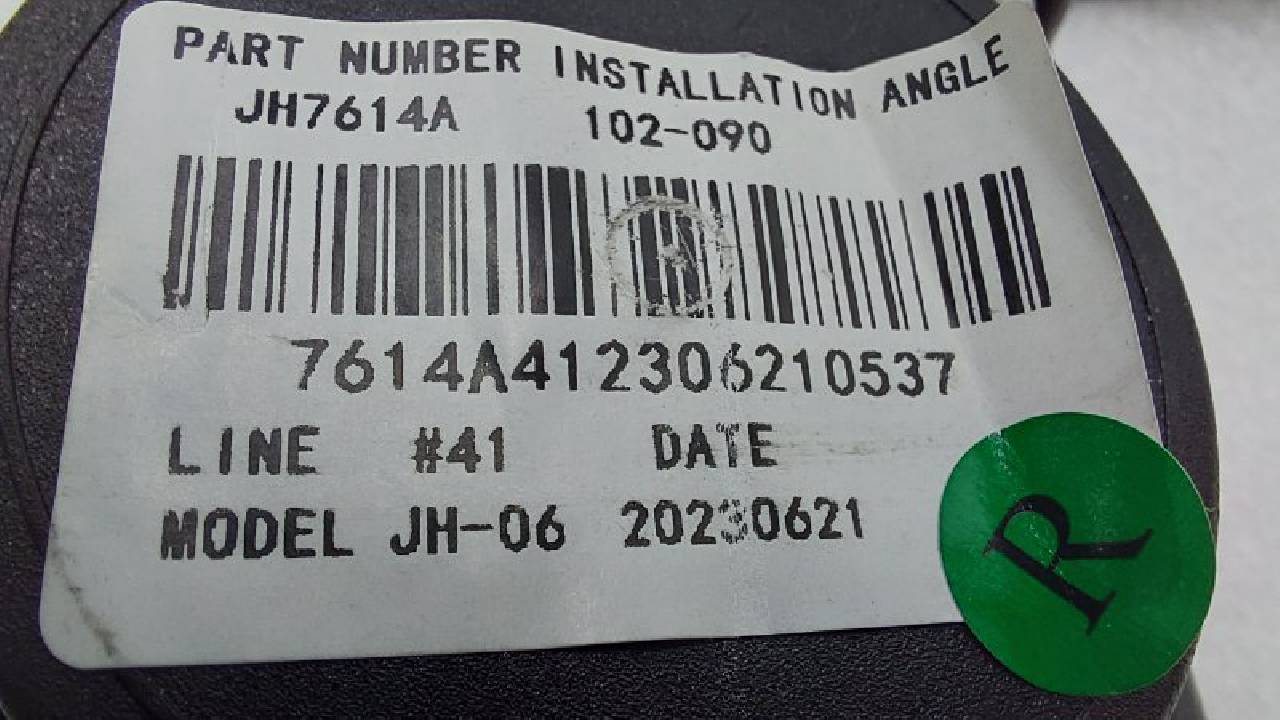 PART NUMBER INSTALLATION ANGLE
JH7614A 102-090
7614A412306210537
LINE #41 DATE
MODEL JH-06 20230621
R